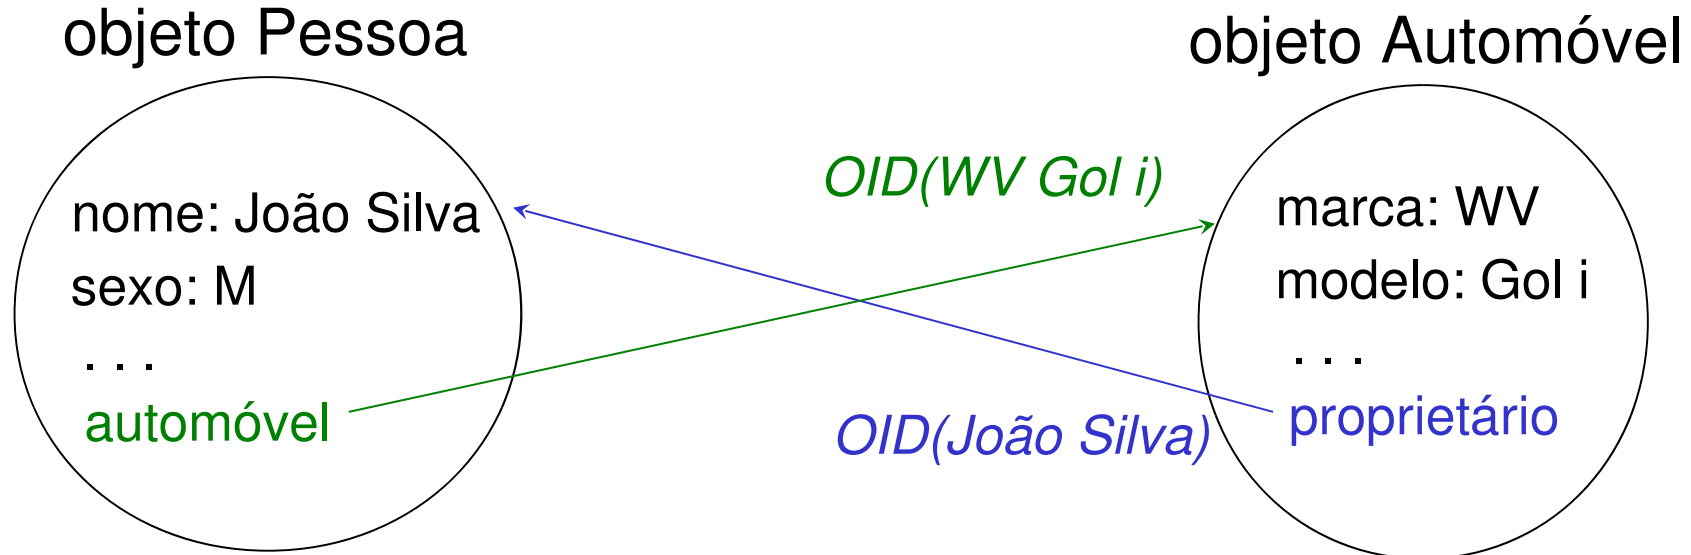 objeto Pessoa
nome: João Silva
sexo: M
. . .
automóvel
OID(WV Gol i)
OID(João Silva)
objeto Automóvel
marca: WV
modelo: Gol i
. . .
proprietário